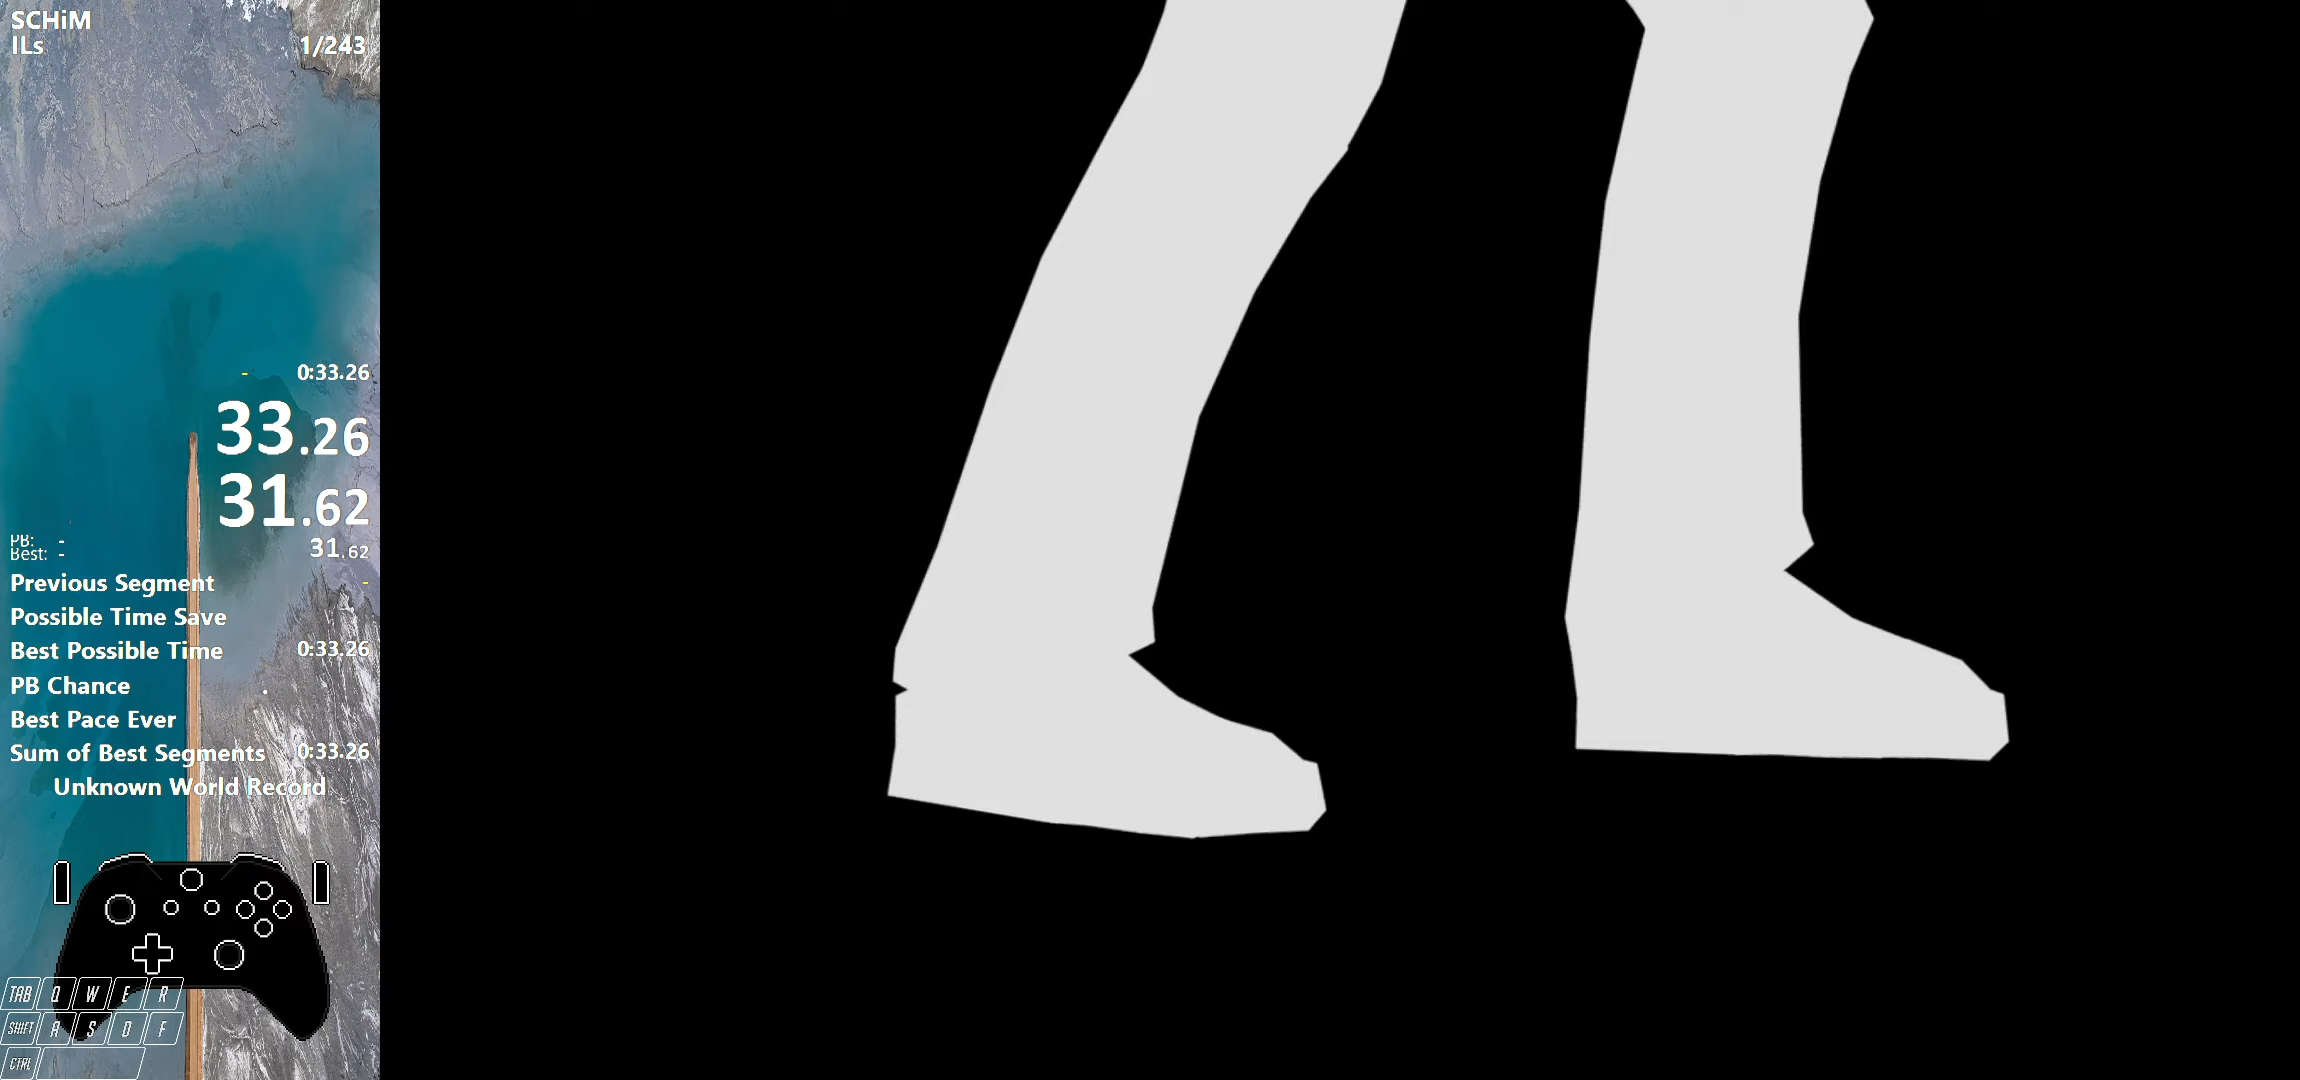 SCHiM
ILs 1/243
- 0:33.26
33.26
31.62
PB: -
Best: - 31.62
Previous Segment -
Possible Time Save
Best Possible Time 0:33.26
PB Chance .
Best Pace Ever
Sum of Best Segments 0:33.26
Unknown World Record
TAB Q W E R
SHIFT A S D F
CTRL